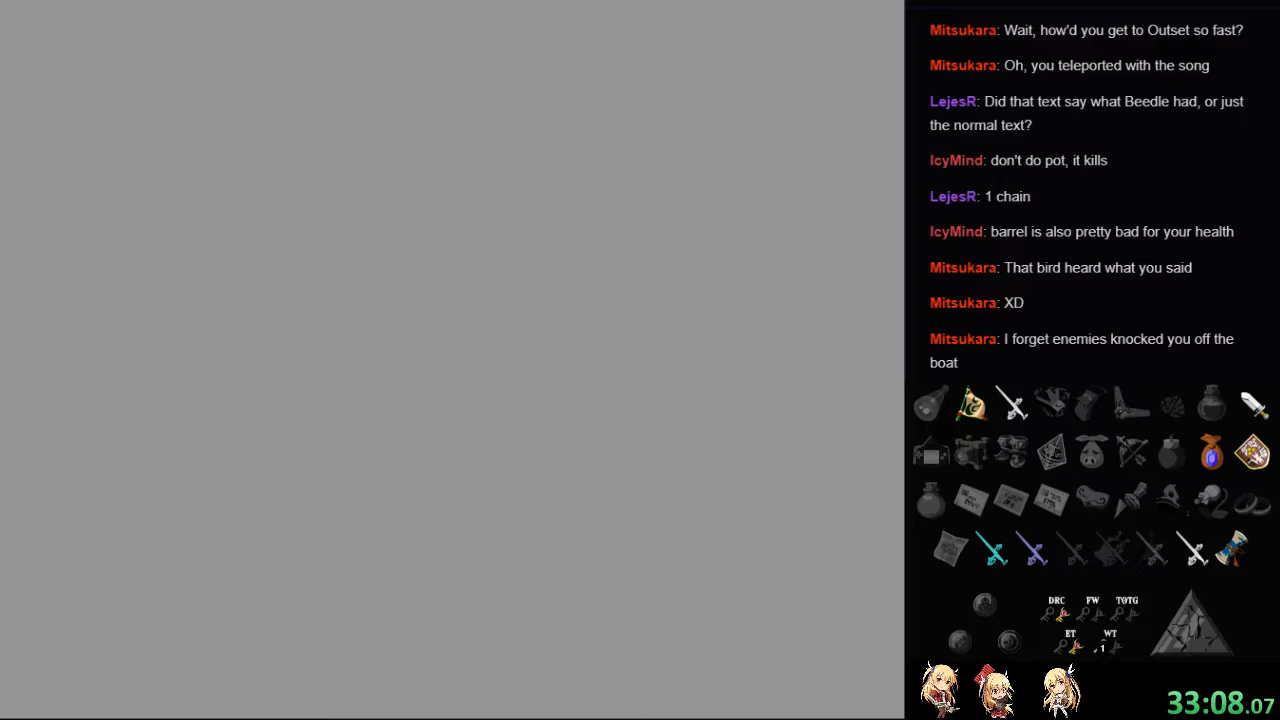 Mitsukara: Wait, how'd you get to Outset so fast?
Mitsukara: Oh, you teleported with the song
LejesR: Did that text say what Beedle had, or just
the normal text?
IcyMind: don't do pot, it kills
LejesR: 1 chain
IcyMind: barrel is also pretty bad for your health
Mitsukara: That bird heard what you said
Mitsukara: XD
Mitsukara: I forget enemies knocked you off the
boat
DRC FW TOTG
ET WT
1
33:08.07